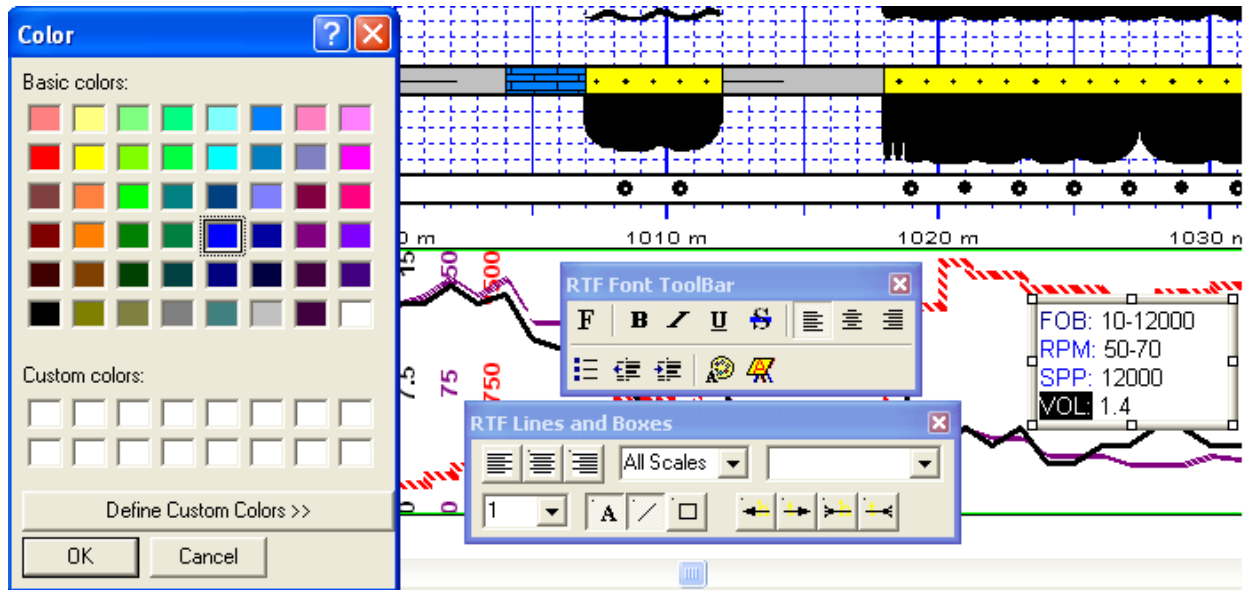 Color
Basic colors:
Custom colors:
Define Custom Colors >>
OK
Cancel
0 m
1010 m
1020 m
1030 m
15
50
500
7.5
75
750
0
0
RTF Font ToolBar
F B I U S
RTF Lines and Boxes
All Scales
1
A
FOB: 10-12000
RPM: 50-70
SPP: 12000
VOL: 1.4